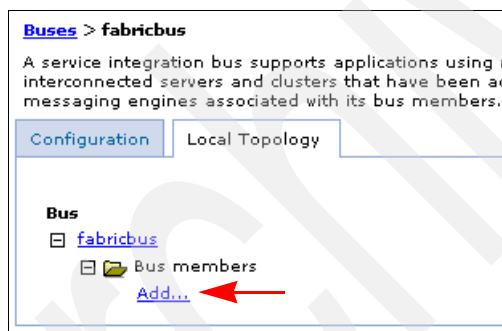 Buses > fabricbus
A service integration bus supports applications using
interconnected servers and clusters that have been
messaging engines associated with its bus members.
Configuration
Local Topology
Bus
fabricbus
Bus members
Add...